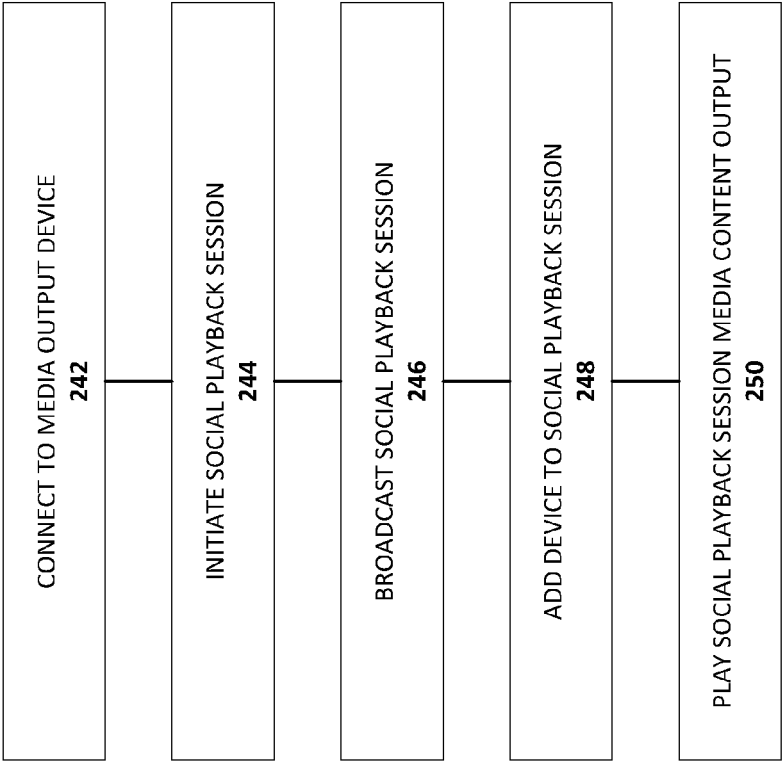 CONNECT TO MEDIA OUTPUT DEVICE
242
INITIATE SOCIAL PLAYBACK SESSION
244
BROADCAST SOCIAL PLAYBACK SESSION
246
ADD DEVICE TO SOCIAL PLAYBACK SESSION
248
PLAY SOCIAL PLAYBACK SESSION MEDIA CONTENT OUTPUT
250